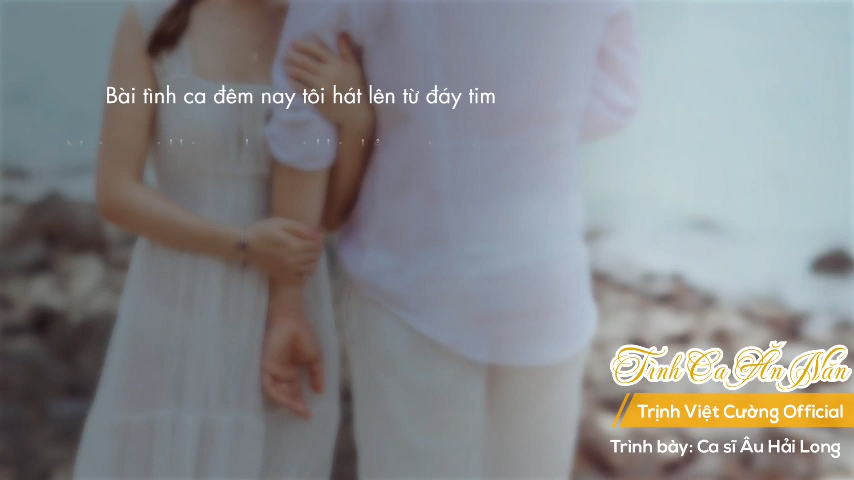 Bài tình ca đêm nay tôi hát lên từ đáy tim
Tình Ca Ăn Năn
Trịnh Việt Cường Official
Trình bày: Ca sĩ Âu Hải Long